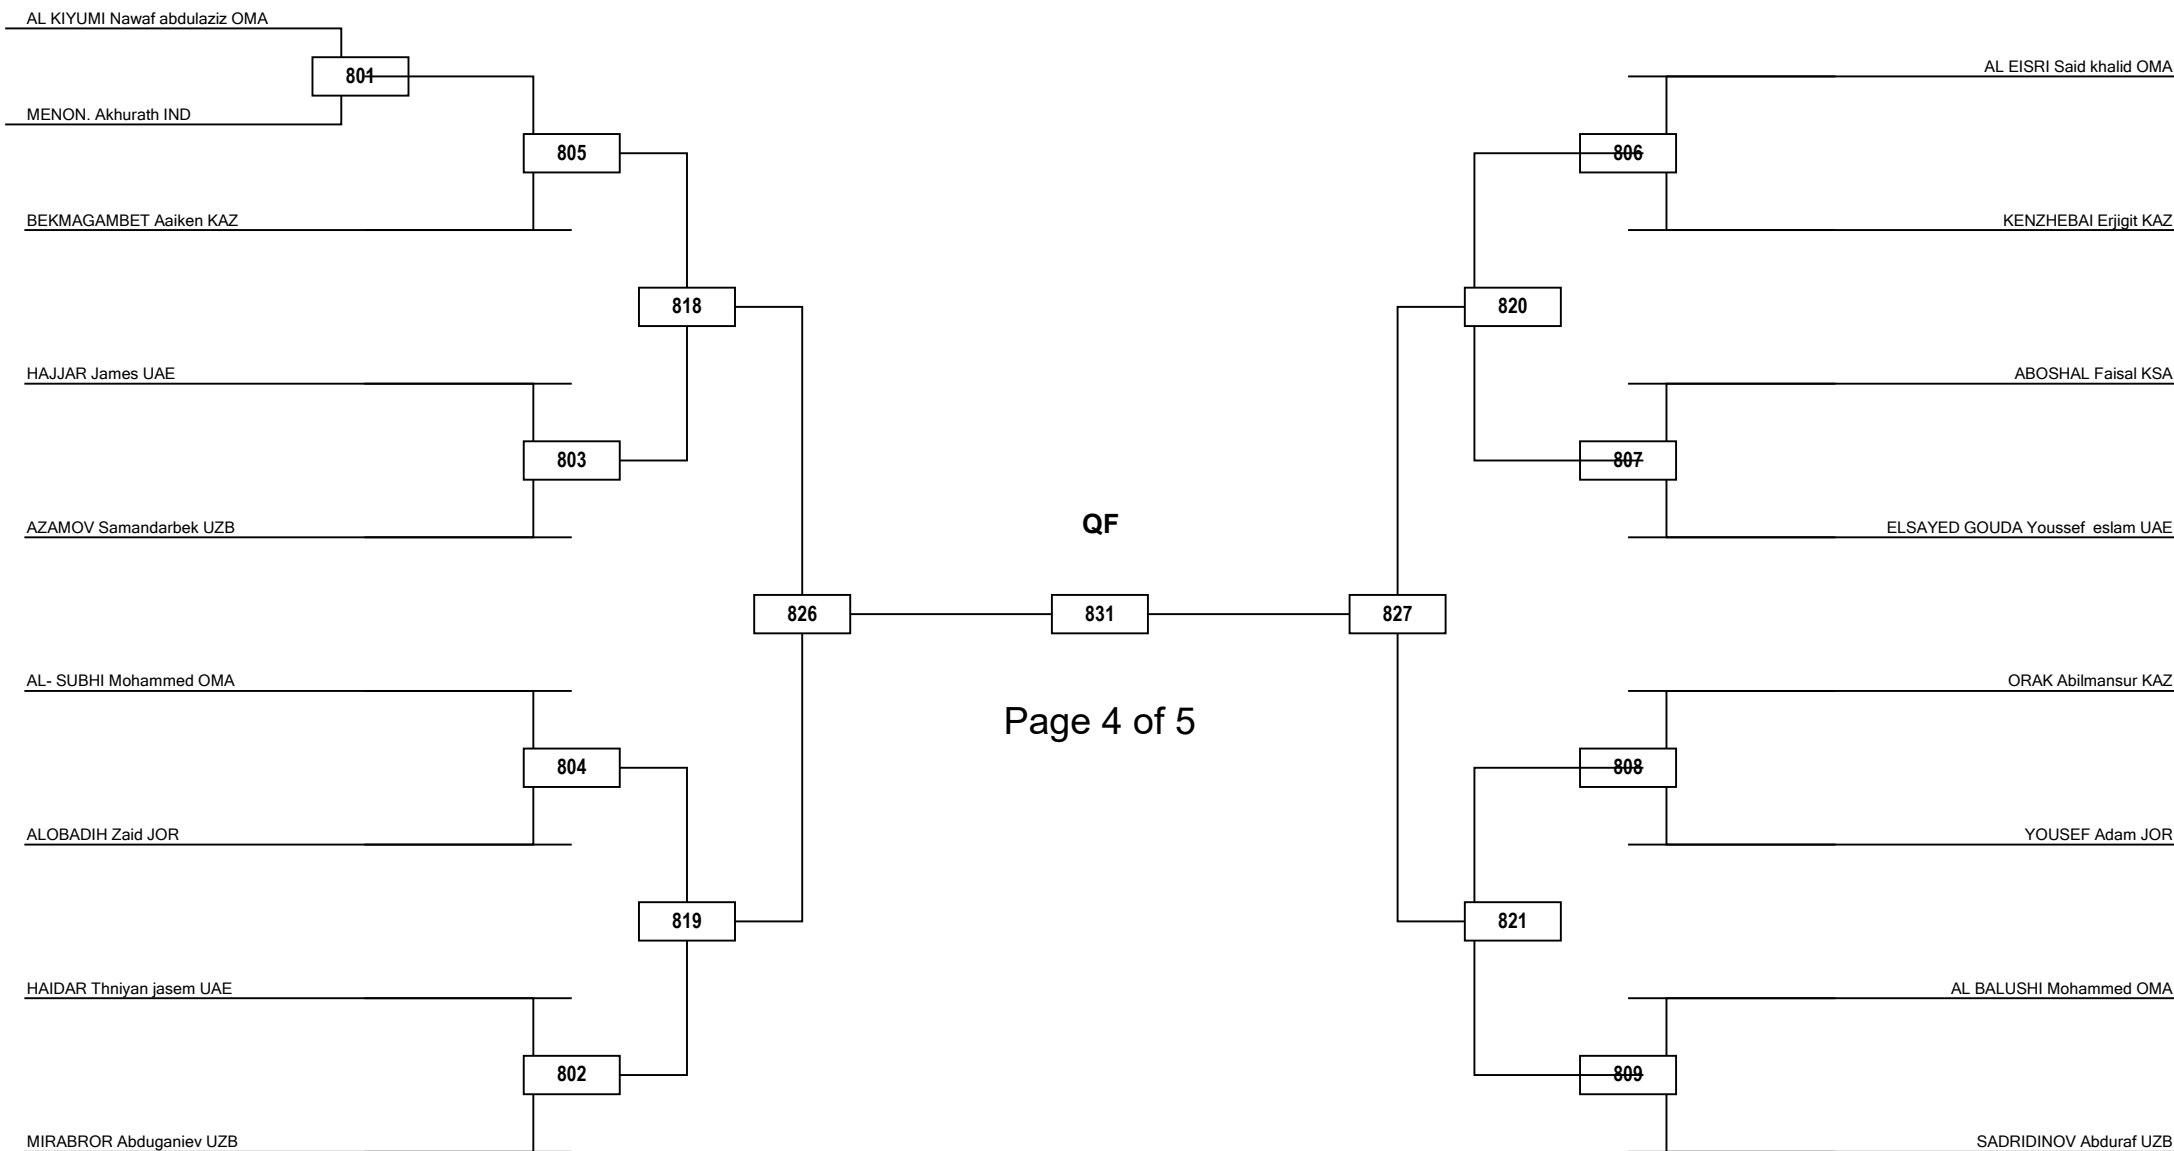 AL KIYUMI Nawaf abdulaziz OMA
801
MENON. Akhurath IND
805
BEKMAGAMBET Aaiken KAZ
818
HAJJAR James UAE
803
AZAMOV Samandarbek UZB
826
AL- SUBHI Mohammed OMA
804
ALOBADIH Zaid JOR
819
HAIDAR Thniyan jasem UAE
802
MIRABROR Abduganiev UZB
QF
831
Page 4 of 5
AL EISRI Said khalid OMA
806
KENZHEBAI Erjigit KAZ
820
ABOSHAL Faisal KSA
807
ELSAYED GOUDA Youssef  eslam UAE
827
ORAK Abilmansur KAZ
808
YOUSEF Adam JOR
821
AL BALUSHI Mohammed OMA
809
SADRIDINOV Abduraf UZB